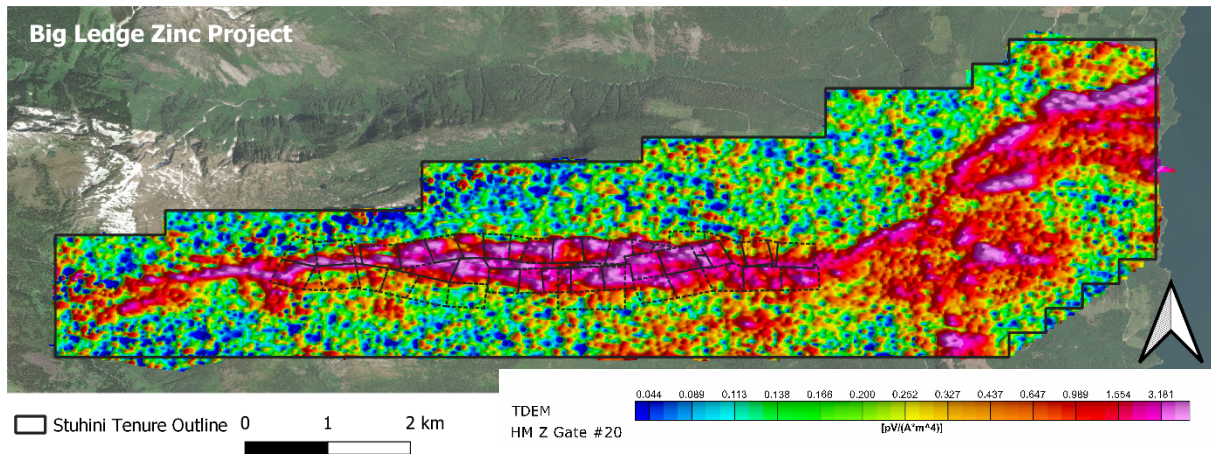 Big Ledge Zinc Project
Stuhini Tenure Outline
0 1 2 km
TDEM
HM Z Gate #20
0.044 0.089 0.113 0.138 0.168 0.200 0.262 0.327 0.437 0.647 0.989 1.554 3.181
[pV/(A*m^4)]